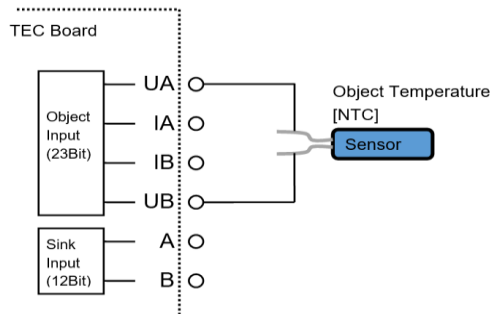 TEC Board
Object
Input
(23Bit)
UA
IA
IB
UB
Sink
Input
(12Bit)
A
B
Object Temperature
[NTC]
Sensor